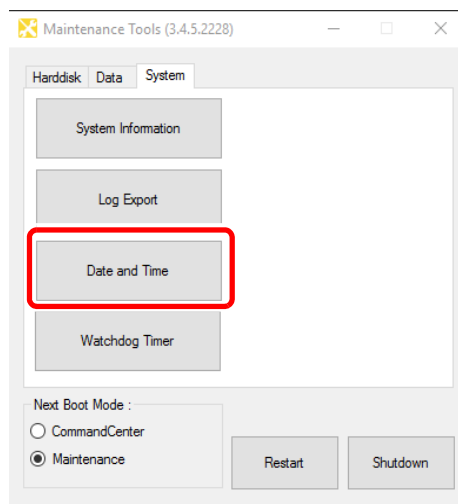 Maintenance Tools (3.4.5.2228)
Harddisk Data System
System Information
Log Export
Date and Time
Watchdog Timer
Next Boot Mode :
CommandCenter
Maintenance
Restart Shutdown